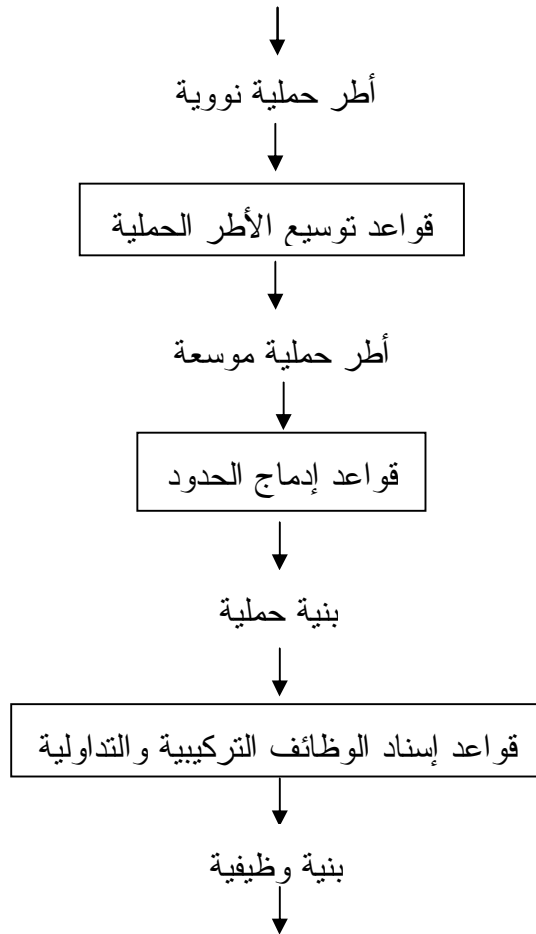 أطر حملية نووية
قواعد توسيع الأطر الحملية
أطر حملية موسعة
قواعد إدماج الحدود
بنية حملية
قواعد إسناد الوظائف التركيبية والتداولية
بنية وظيفية